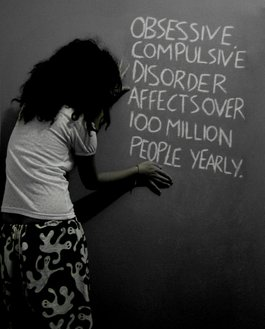 OBSESSIVE
COMPULSIVE
DISORDER
AFFECTS OVER
100 MILLION
PEOPLE YEARLY.